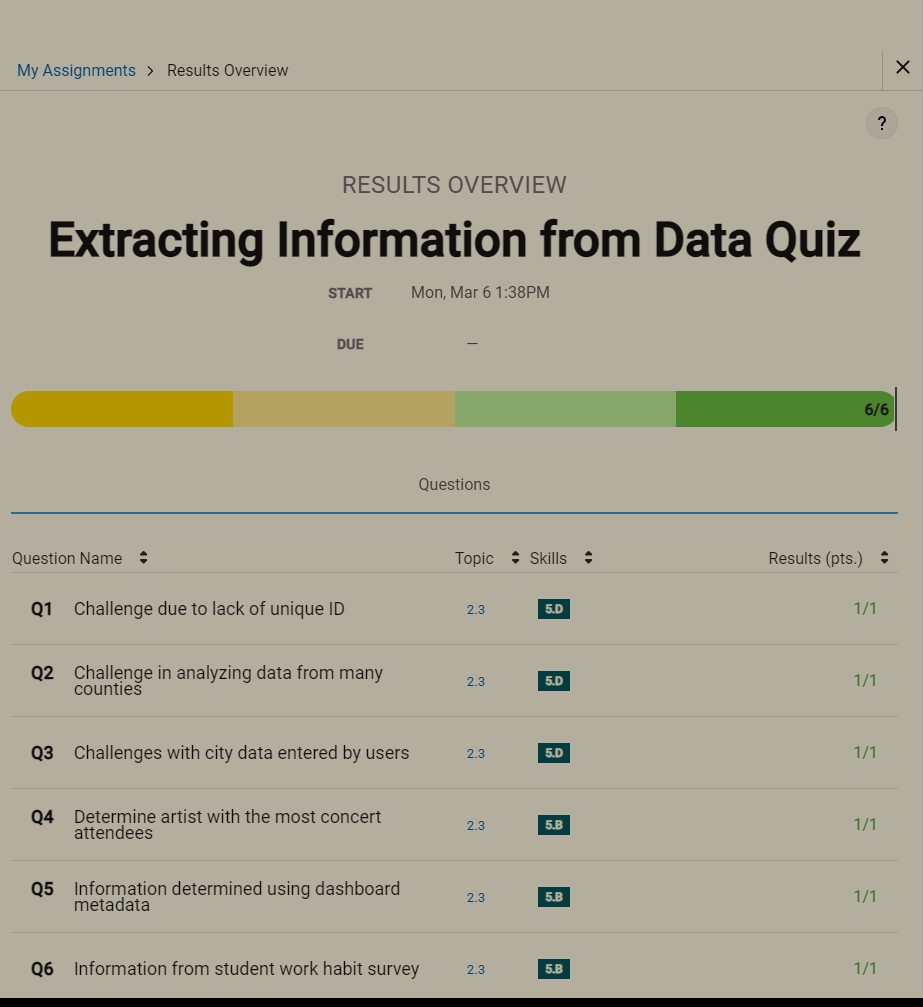 My Assignments > Results Overview ×
?
RESULTS OVERVIEW
Extracting Information from Data Quiz
START Mon, Mar 6 1:38PM
DUE —
6/6
Questions
Question Name Topic Skills Results (pts.)
Q1 Challenge due to lack of unique ID 2.3 5.D 1/1
Q2 Challenge in analyzing data from many
counties 2.3 5.D 1/1
Q3 Challenges with city data entered by users 2.3 5.D 1/1
Q4 Determine artist with the most concert
attendees 2.3 5.B 1/1
Q5 Information determined using dashboard
metadata 2.3 5.B 1/1
Q6 Information from student work habit survey 2.3 5.B 1/1